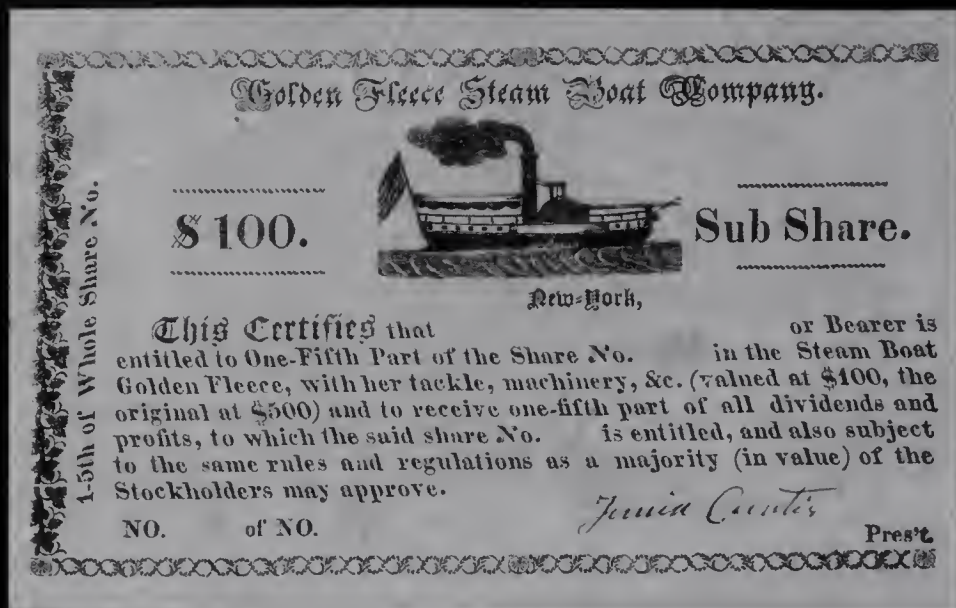 Golden Fleece Steam Boat Company.
1-5th of Whole Share No.
$100.
Sub Share.
New-York,
This Certifies that or Bearer is
entitled to One-Fifth Part of the Share No. in the Steam Boat
Golden Fleece, with her tackle, machinery, &c. (valued at $100, the
original at $500) and to receive one-fifth part of all dividends and
profits, to which the said share No. is entitled, and also subject
to the same rules and regulations as a majority (in value) of the
Stockholders may approve.
NO. of NO.
Curtis
Pres't.